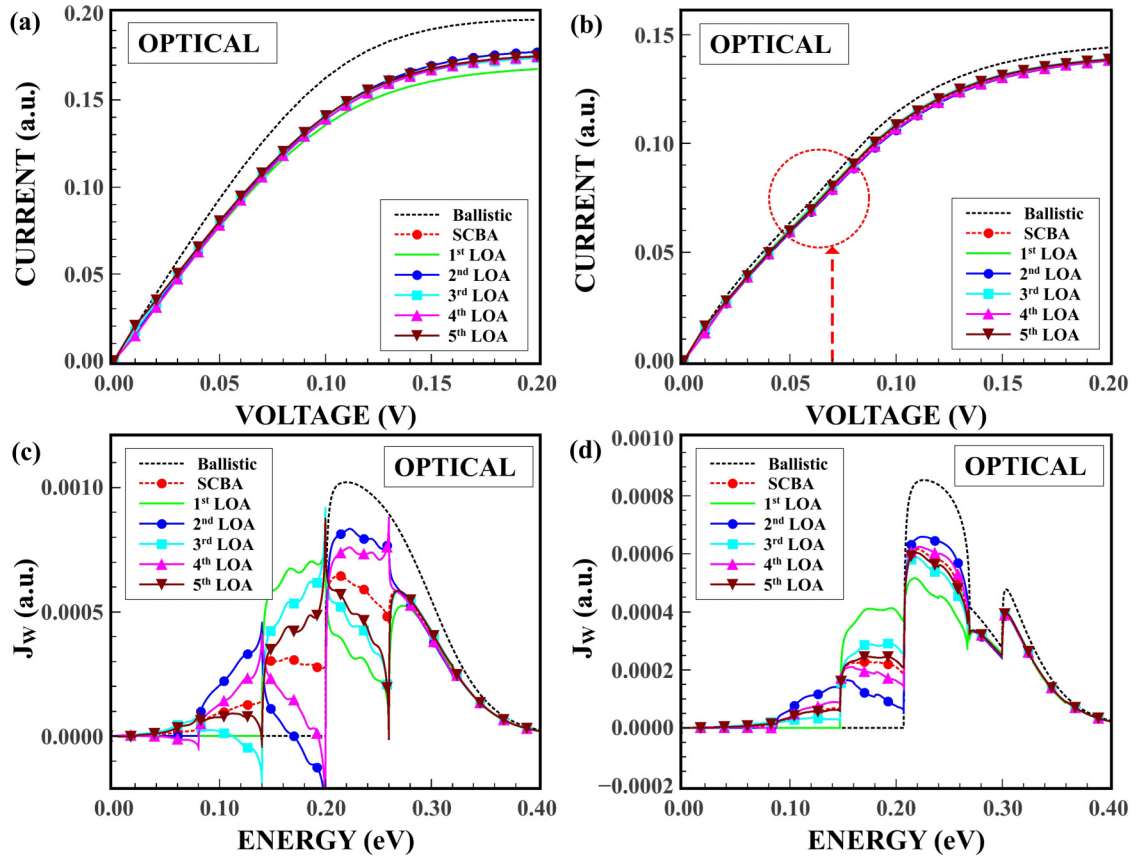 (a)
OPTICAL
CURRENT (a.u.)
0.20
0.15
0.10
0.05
0.00
Ballistic
SCBA
1st LOA
2nd LOA
3rd LOA
4th LOA
5th LOA
0.00 0.05 0.10 0.15 0.20
VOLTAGE (V)
(b)
OPTICAL
CURRENT (a.u.)
0.15
0.10
0.05
0.00
Ballistic
SCBA
1st LOA
2nd LOA
3rd LOA
4th LOA
5th LOA
0.00 0.05 0.10 0.15 0.20
VOLTAGE (V)
(c)
OPTICAL
Jw (a.u.)
0.0010
0.0005
0.0000
Ballistic
SCBA
1st LOA
2nd LOA
3rd LOA
4th LOA
5th LOA
0.00 0.10 0.20 0.30 0.40
ENERGY (eV)
(d)
OPTICAL
Jw (a.u.)
0.0010
0.0008
0.0006
0.0004
0.0002
0.0000
−0.0002
Ballistic
SCBA
1st LOA
2nd LOA
3rd LOA
4th LOA
5th LOA
0.00 0.10 0.20 0.30 0.40
ENERGY (eV)